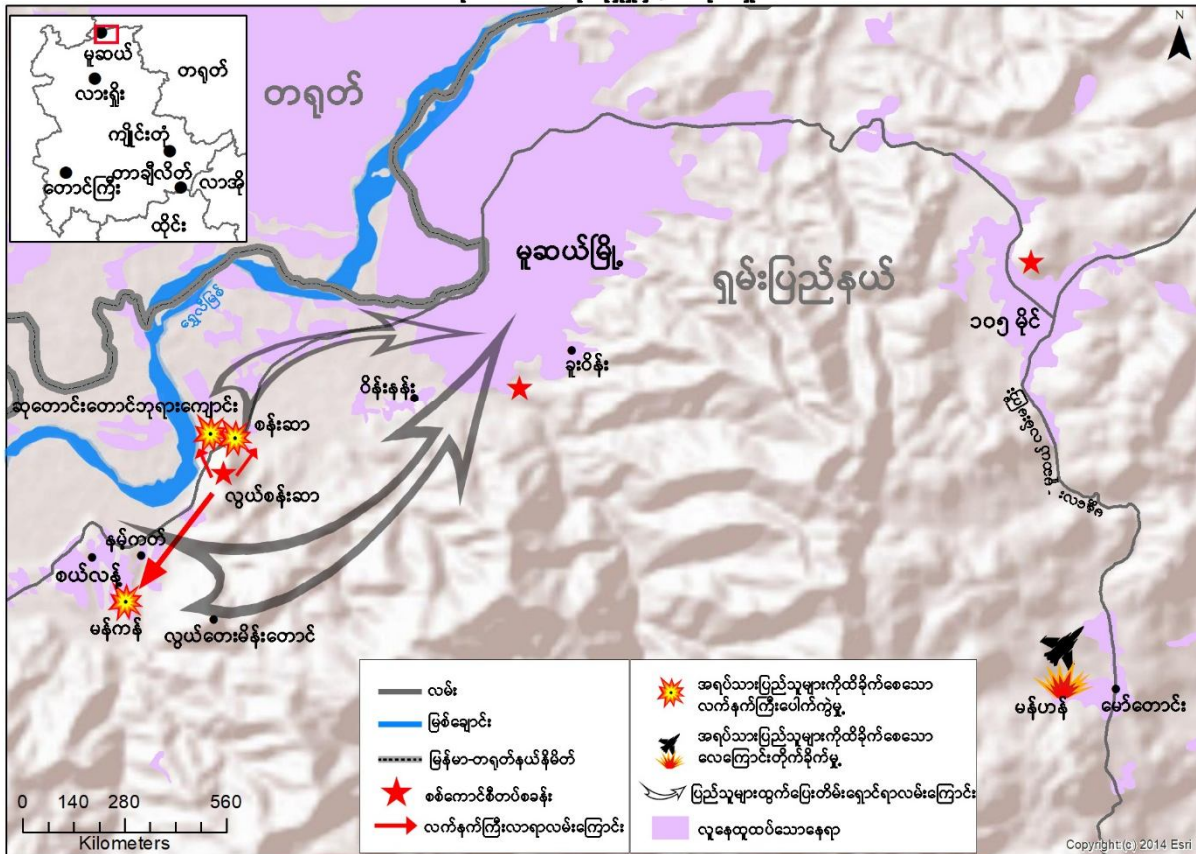 မူဆယ်
တရုတ်
လားရှိုး
ကျိုင်းတုံ
တာချီလိတ်
လာအို
တောင်ကြီး
ထိုင်း
တရုတ်
N
မူဆယ်မြို့
ရှမ်းပြည်နယ်
၁၀၅ မိုင်
ရွှေလီမြစ်
ခူးဝိန်း
ဝိန်းနန်း
ဆုတောင်းတောင်ဘုရားကျောင်း
စန်းဆာ
လွယ်စန်းဆာ
နမ့်ကတ်
စယ်လန့်
မန်ကန်
လွယ်တေးမိန်းတောင်
မန်ဟန်
မော်တောင်း
လမ်း
မြစ်ချောင်း
မြန်မာ-တရုတ်နယ်နိမိတ်
စစ်ကောင်စီတပ်စခန်း
လက်နက်ကြီးလာရာလမ်းကြောင်း
အရပ်သားပြည်သူများကိုထိခိုက်စေသော
လက်နက်ကြီးပေါက်ကွဲမှု့
အရပ်သားပြည်သူများကိုထိခိုက်စေသော
လေကြောင်းတိုက်ခိုက်မှု့
ပြည်သူများထွက်ပြေးတိမ်းရှောင်ရာလမ်းကြောင်း
လူနေထူထပ်သောနေရာ
0 140 280 560
Kilometers
Copyright:(c) 2014 Esri